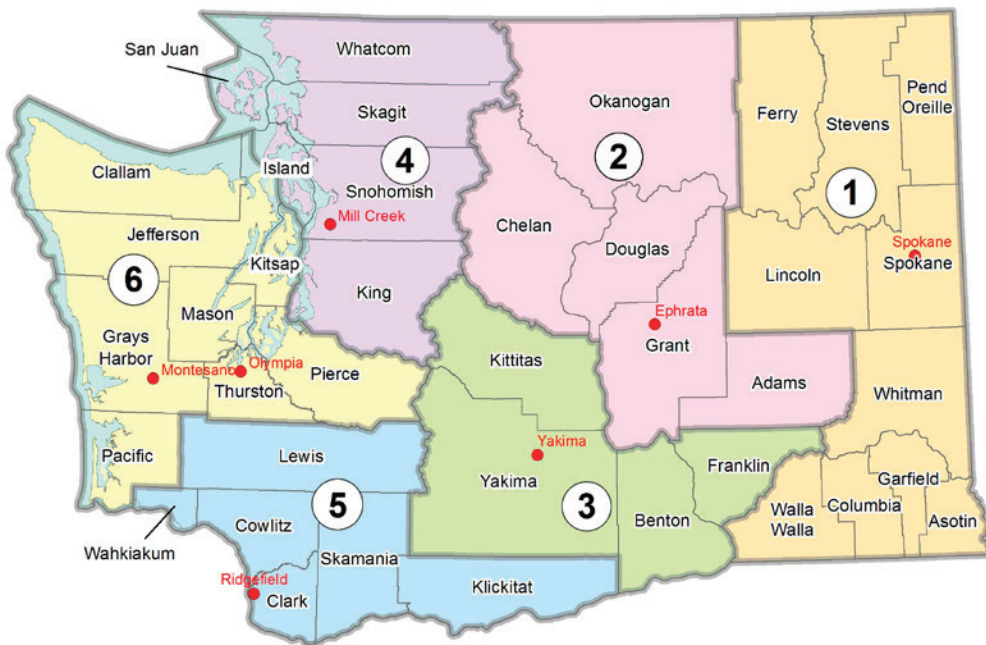 San Juan
Whatcom
Skagit
Island
4
Snohomish
Mill Creek
King
Okanogan
2
Chelan
Douglas
Ephrata
Grant
Adams
Ferry
Stevens
Pend
Oreille
1
Lincoln
Spokane
Spokane
Whitman
Walla
Walla
Columbia
Garfield
Asotin
Clallam
Jefferson
6
Kitsap
Mason
Grays
Harbor
Montesano
Olympia
Thurston
Pierce
Pacific
Kittitas
Yakima
Yakima
3
Benton
Franklin
Lewis
5
Wahkiakum
Cowlitz
Skamania
Ridgefield
Clark
Klickitat